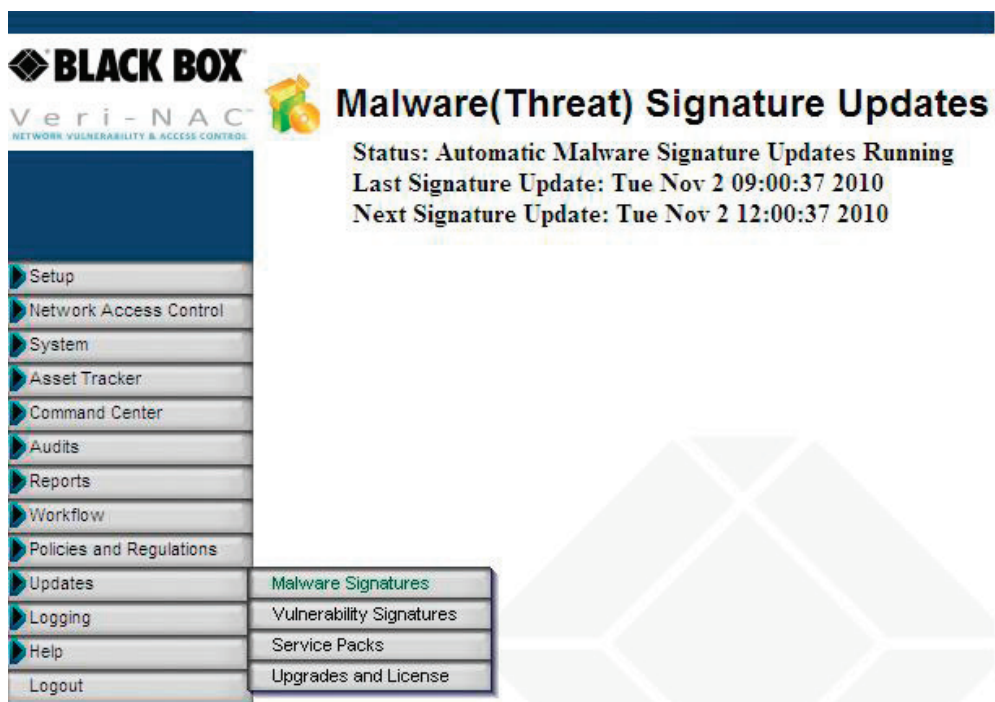 BLACK BOX
Veri-NAC
NETWORK VULNERABILITY & ACCESS CONTROL
Malware(Threat) Signature Updates
Status: Automatic Malware Signature Updates Running
Last Signature Update: Tue Nov 2 09:00:37 2010
Next Signature Update: Tue Nov 2 12:00:37 2010
Setup
Network Access Control
System
Asset Tracker
Command Center
Audits
Reports
Workflow
Policies and Regulations
Updates
Malware Signatures
Vulnerability Signatures
Service Packs
Upgrades and License
Logging
Help
Logout